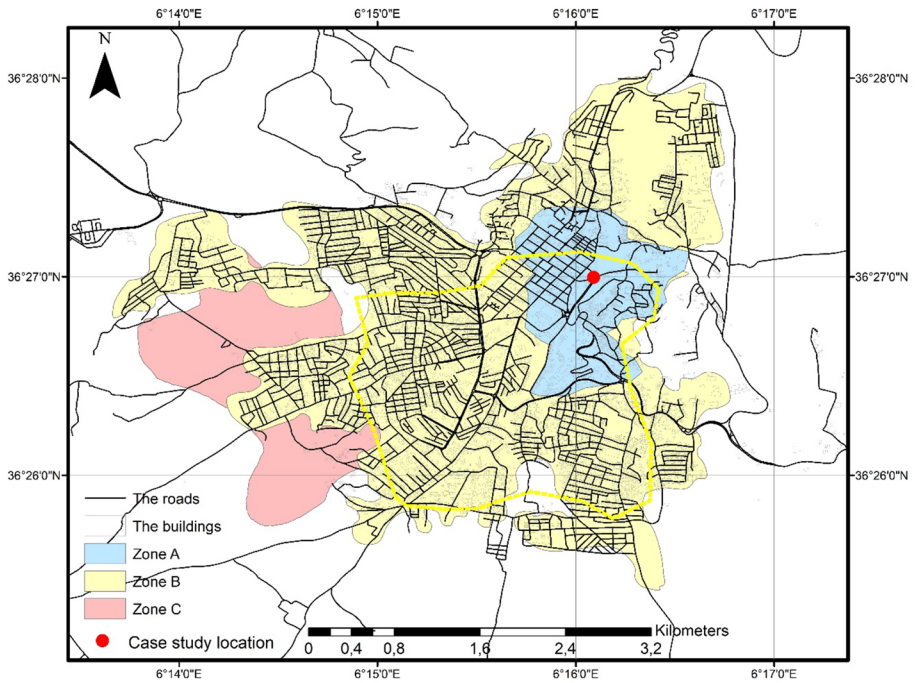 6°14'0"E 6°15'0"E 6°16'0"E 6°17'0"E
N
36°28'0"N 36°28'0"N
36°27'0"N 36°27'0"N
36°26'0"N 36°26'0"N
The roads
The buildings
Zone A
Zone B
Zone C
Case study location
Kilometers
0 0,4 0,8 1,6 2,4 3,2
6°14'0"E 6°15'0"E 6°16'0"E 6°17'0"E